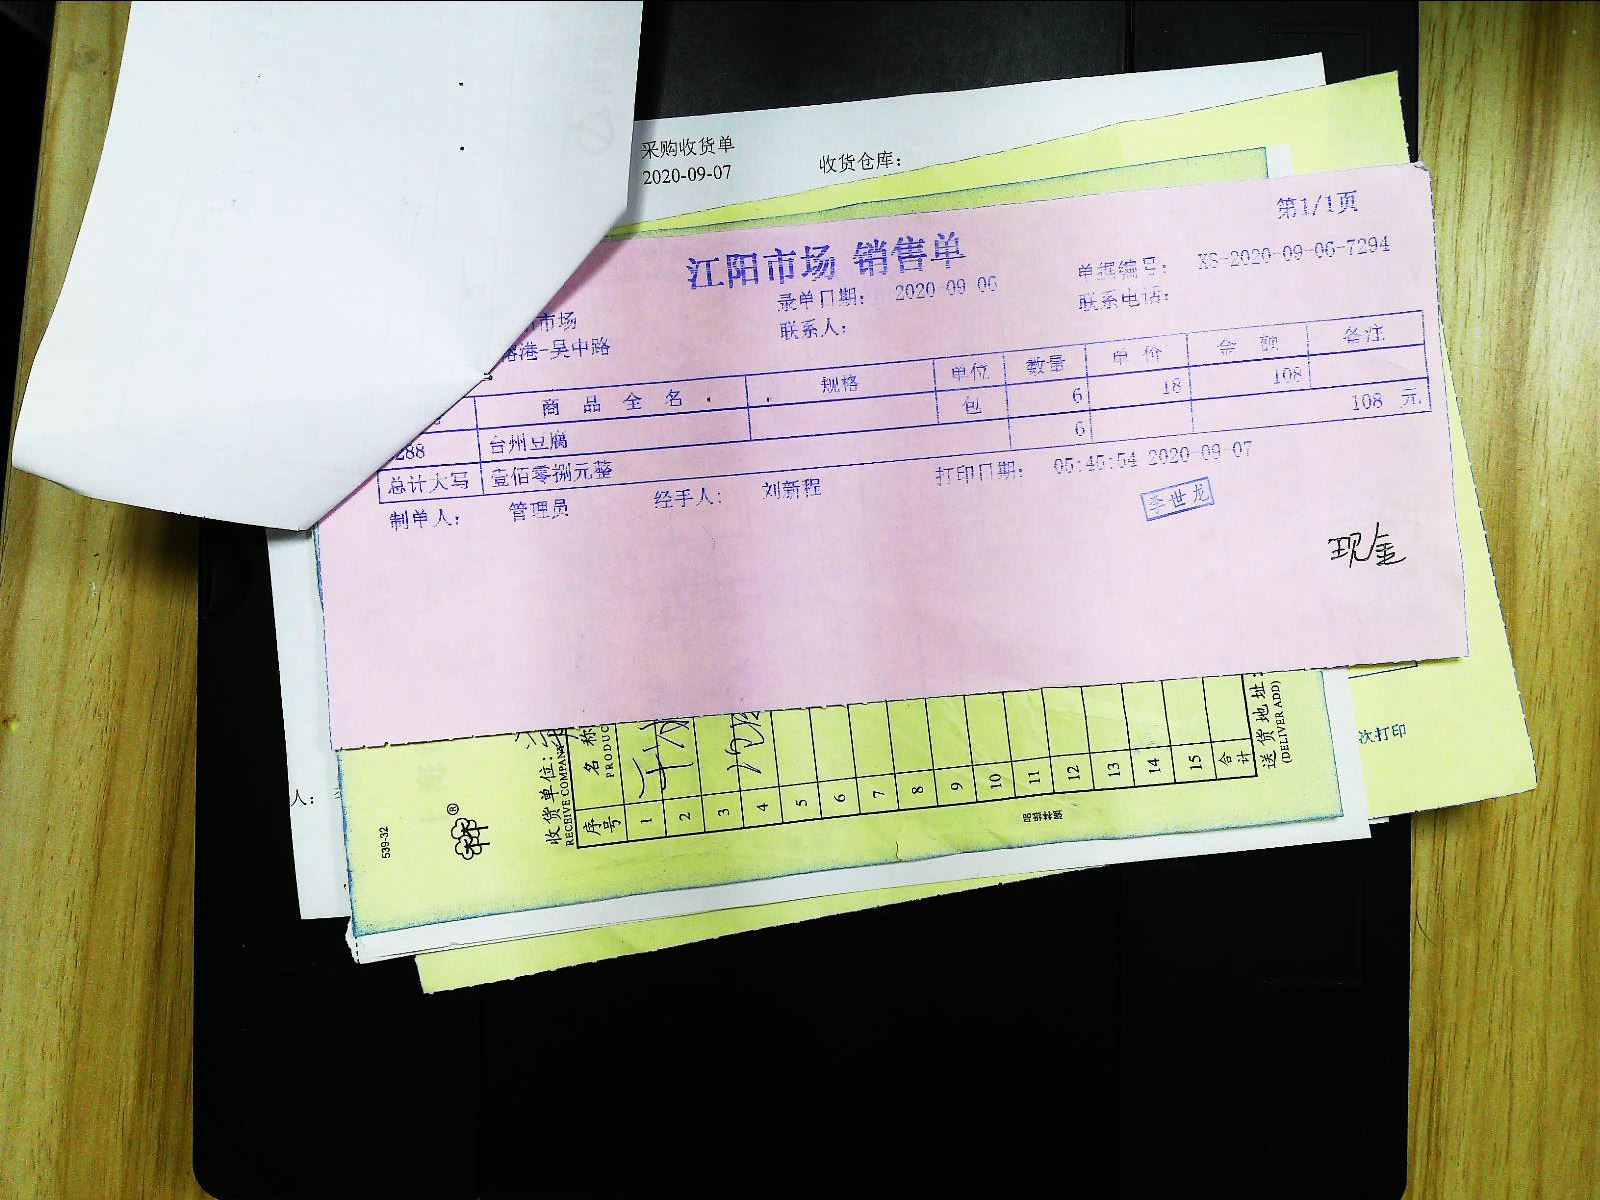 采购收货单
2020-09-07 收货仓库：
第1/1页
江阳市场 销售单
录单日期： 2020-09-06 单据编号： XS-2020-09-06-7294
市场 联系人： 联系电话：
港-吴中路
商 品 全 名 规格 单位 数量 单 价 金 额 备注
288 台州豆腐 包 6 18 108
6 108 元
总计大写 壹佰零捌元整
制单人： 管理员 经手人： 刘新程 打印日期： 05:45:54 2020-09-07
李世龙
现金
次打印
人：
539-32
收货单位：
RECEIVE COMPANY
序号 名称
PRODUC
1
2
3
4
5
6
7
8
9
10
11
12
13
14
15
合计
送货地址：
(DELIVER ADD)